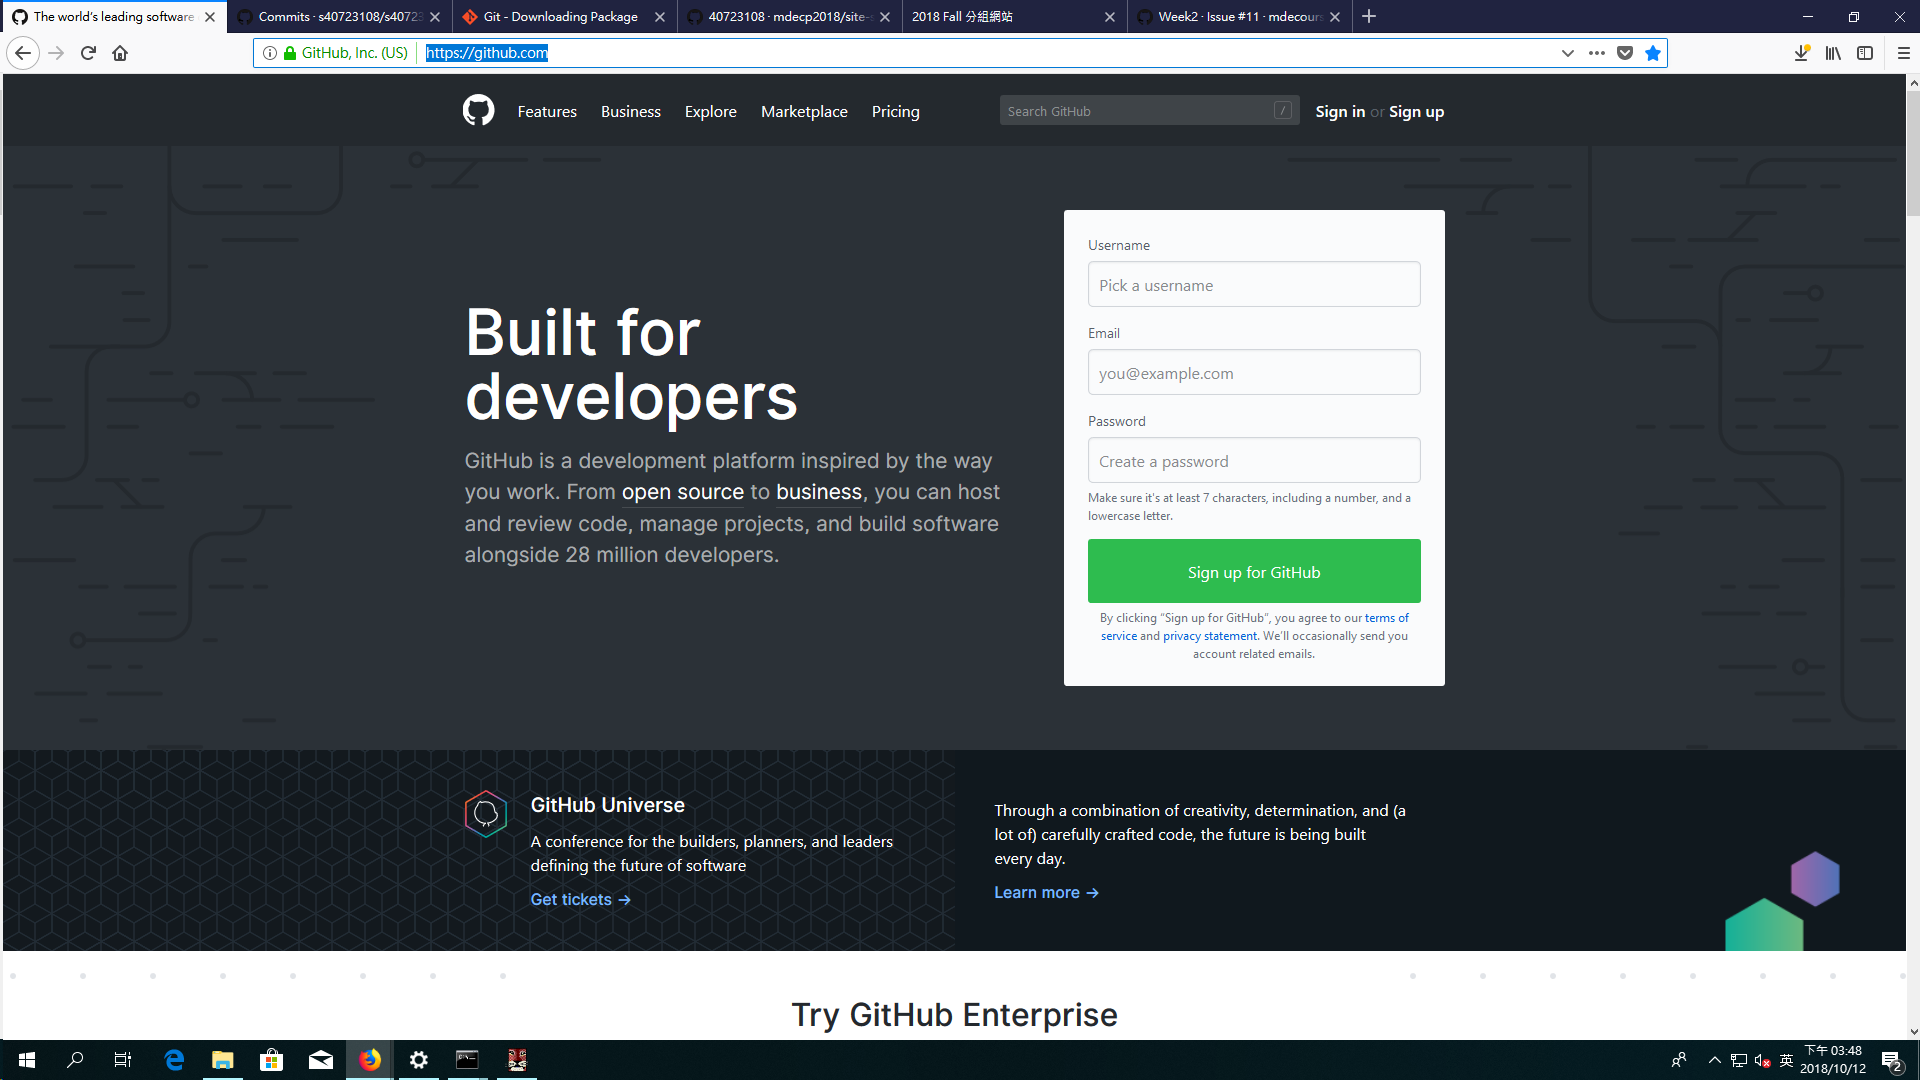 The world's leading software
Commits · s40723108/s40723
Git - Downloading Package
40723108 · mdecp2018/site-
2018 Fall 分組網站
Week2 · Issue #11 · mdecours
GitHub, Inc. (US)
https://github.com
Features
Business
Explore
Marketplace
Pricing
Search GitHub
/
Sign in or Sign up
Built for
developers
GitHub is a development platform inspired by the way
you work. From open source to business, you can host
and review code, manage projects, and build software
alongside 28 million developers.
Username
Pick a username
Email
you@example.com
Password
Create a password
Make sure it's at least 7 characters, including a number, and a
lowercase letter.
Sign up for GitHub
By clicking “Sign up for GitHub”, you agree to our terms of
service and privacy statement. We’ll occasionally send you
account related emails.
GitHub Universe
A conference for the builders, planners, and leaders
defining the future of software
Get tickets →
Through a combination of creativity, determination, and (a
lot of) carefully crafted code, the future is being built
every day.
Learn more →
Try GitHub Enterprise
英
下午 03:48
2018/10/12
2